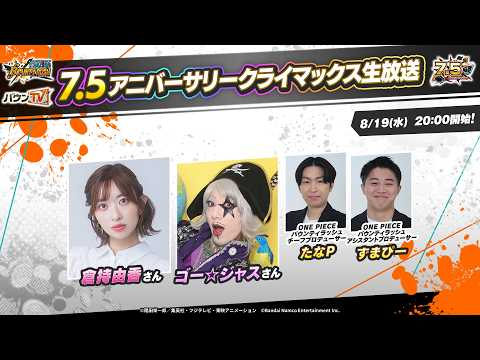 バウンTV
7.5アニバーサリークライマックス生放送
7.5
8/19(水) 20:00開始!
倉持由香さん
ゴー☆ジャスさん
ONE PIECE
バウンティラッシュ
チーフプロデューサー
たなP
ONE PIECE
バウンティラッシュ
アシスタントプロデューサー
すまぴー
©尾田栄一郎/集英社・フジテレビ・東映アニメーション ©Bandai Namco Entertainment Inc.